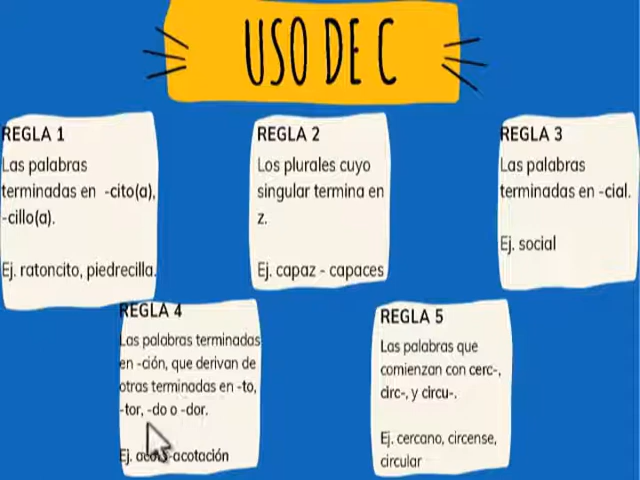 USO DE C
REGLA 1
Las palabras
terminadas en -cito(a),
-cillo(a).
Ej. ratoncito, piedrecilla.
REGLA 2
Los plurales cuyo
singular termina en
z.
Ej. capaz - capaces
REGLA 3
Las palabras
terminadas en -cial.
Ej. social
REGLA 4
Las palabras terminadas
en -ción, que derivan de
otras terminadas en -to,
-tor, -do o -dor.
Ej. -acotación
REGLA 5
Las palabras que
comienzan con cerc-,
circ-, y circu-.
Ej. cercano, circense,
circular